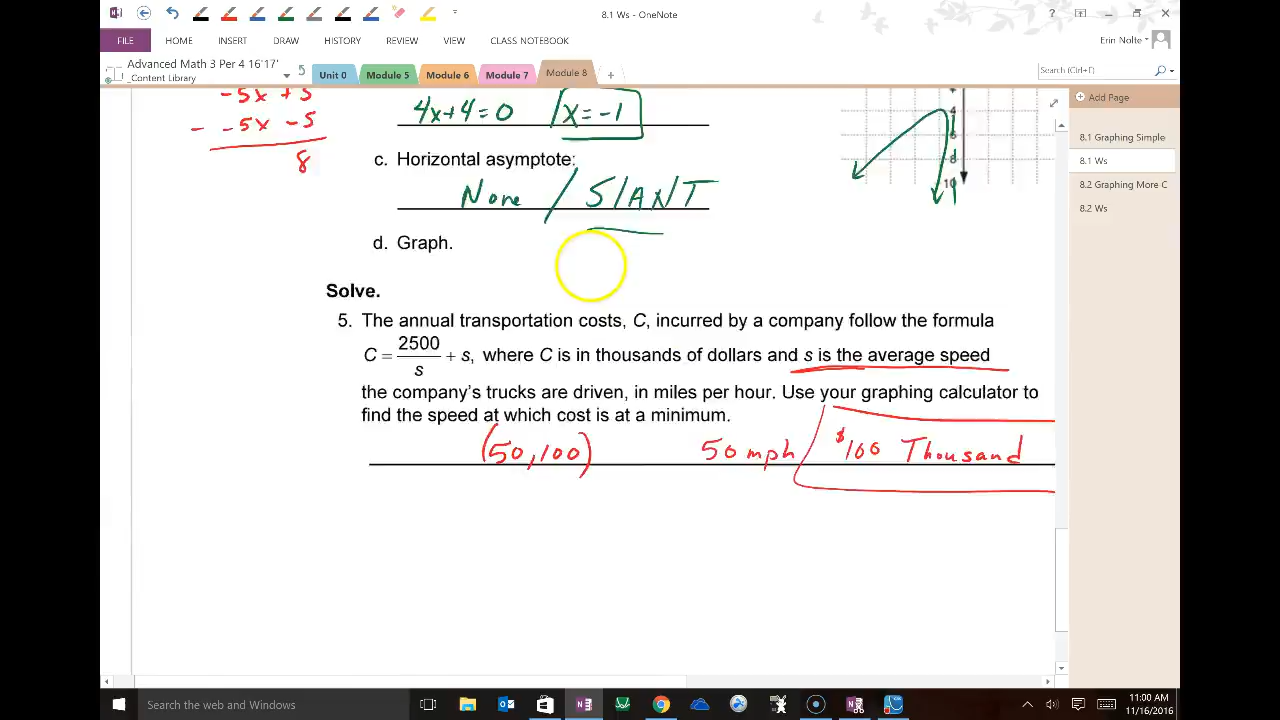 8.1 Ws - OneNote
?
FILE HOME INSERT DRAW HISTORY REVIEW VIEW CLASS NOTEBOOK
Erin Nolte
Advanced Math 3 Per 4 16'17'
_Content Library
Unit 0 Module 5 Module 6 Module 7 Module 8 +
Search (Ctrl+E)
Add Page
8.1 Graphing Simple
8.1 Ws
8.2 Graphing More C
8.2 Ws
-5x + 5
- -5x - 5
8
4x+4=0 x=-1
c. Horizontal asymptote:
None / SlANT
d. Graph.
4
6
8
10
Solve.
5. The annual transportation costs, C, incurred by a company follow the formula
C = 2500/s + s, where C is in thousands of dollars and s is the average speed
the company's trucks are driven, in miles per hour. Use your graphing calculator to
find the speed at which cost is at a minimum.
(50,100) 50 mph $100 Thousand
Search the web and Windows
11:00 AM
11/16/2016